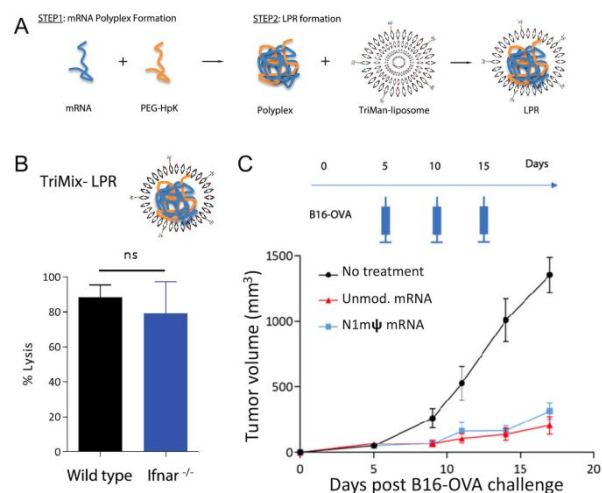 A
STEP1: mRNA Polyplex Formation
STEP2: LPR formation
+ + 
mRNA PEG-HpK Polyplex TriMan-liposome LPR
B
TriMix- LPR
ns
100
80
60
40
20
0
% Lysis
Wild type Ifnar -/-
C
0 5 10 15 Days
B16-OVA
1500
1000
500
0
Tumor volume (mm³)
No treatment
Unmod. mRNA
N1mψ mRNA
0 5 10 15 20
Days post B16-OVA challenge